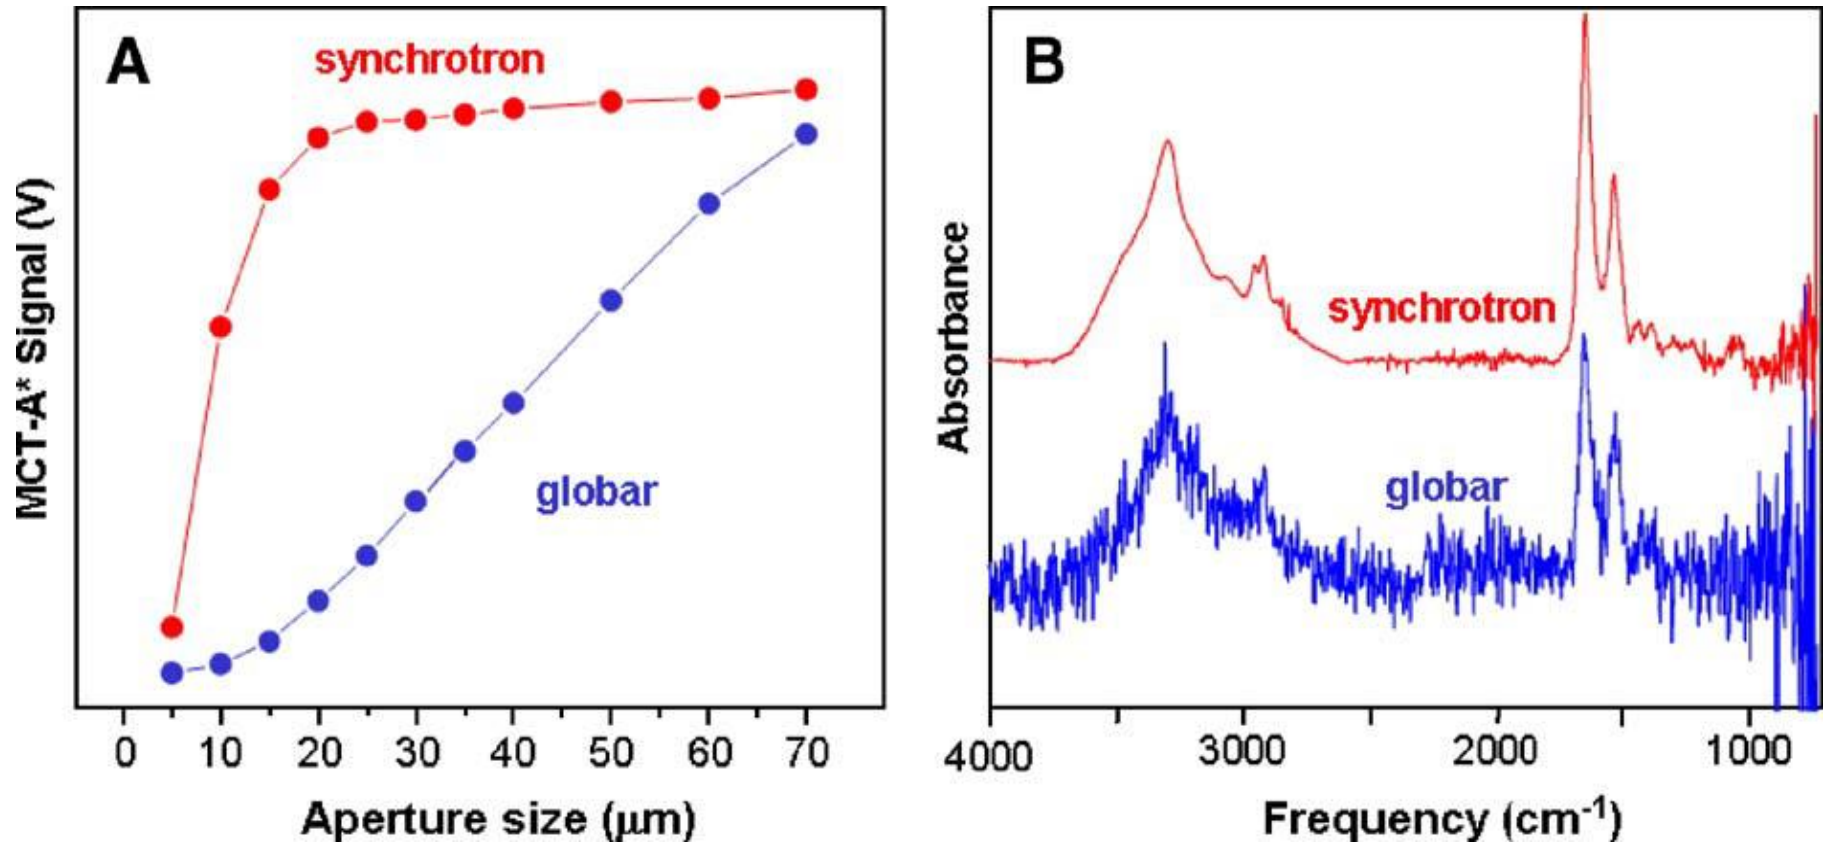 A
synchrotron
globar
MCT-A* Signal (V)
0 10 20 30 40 50 60 70
Aperture size (μm)
B
synchrotron
globar
Absorbance
4000 3000 2000 1000
Frequency (cm⁻¹)